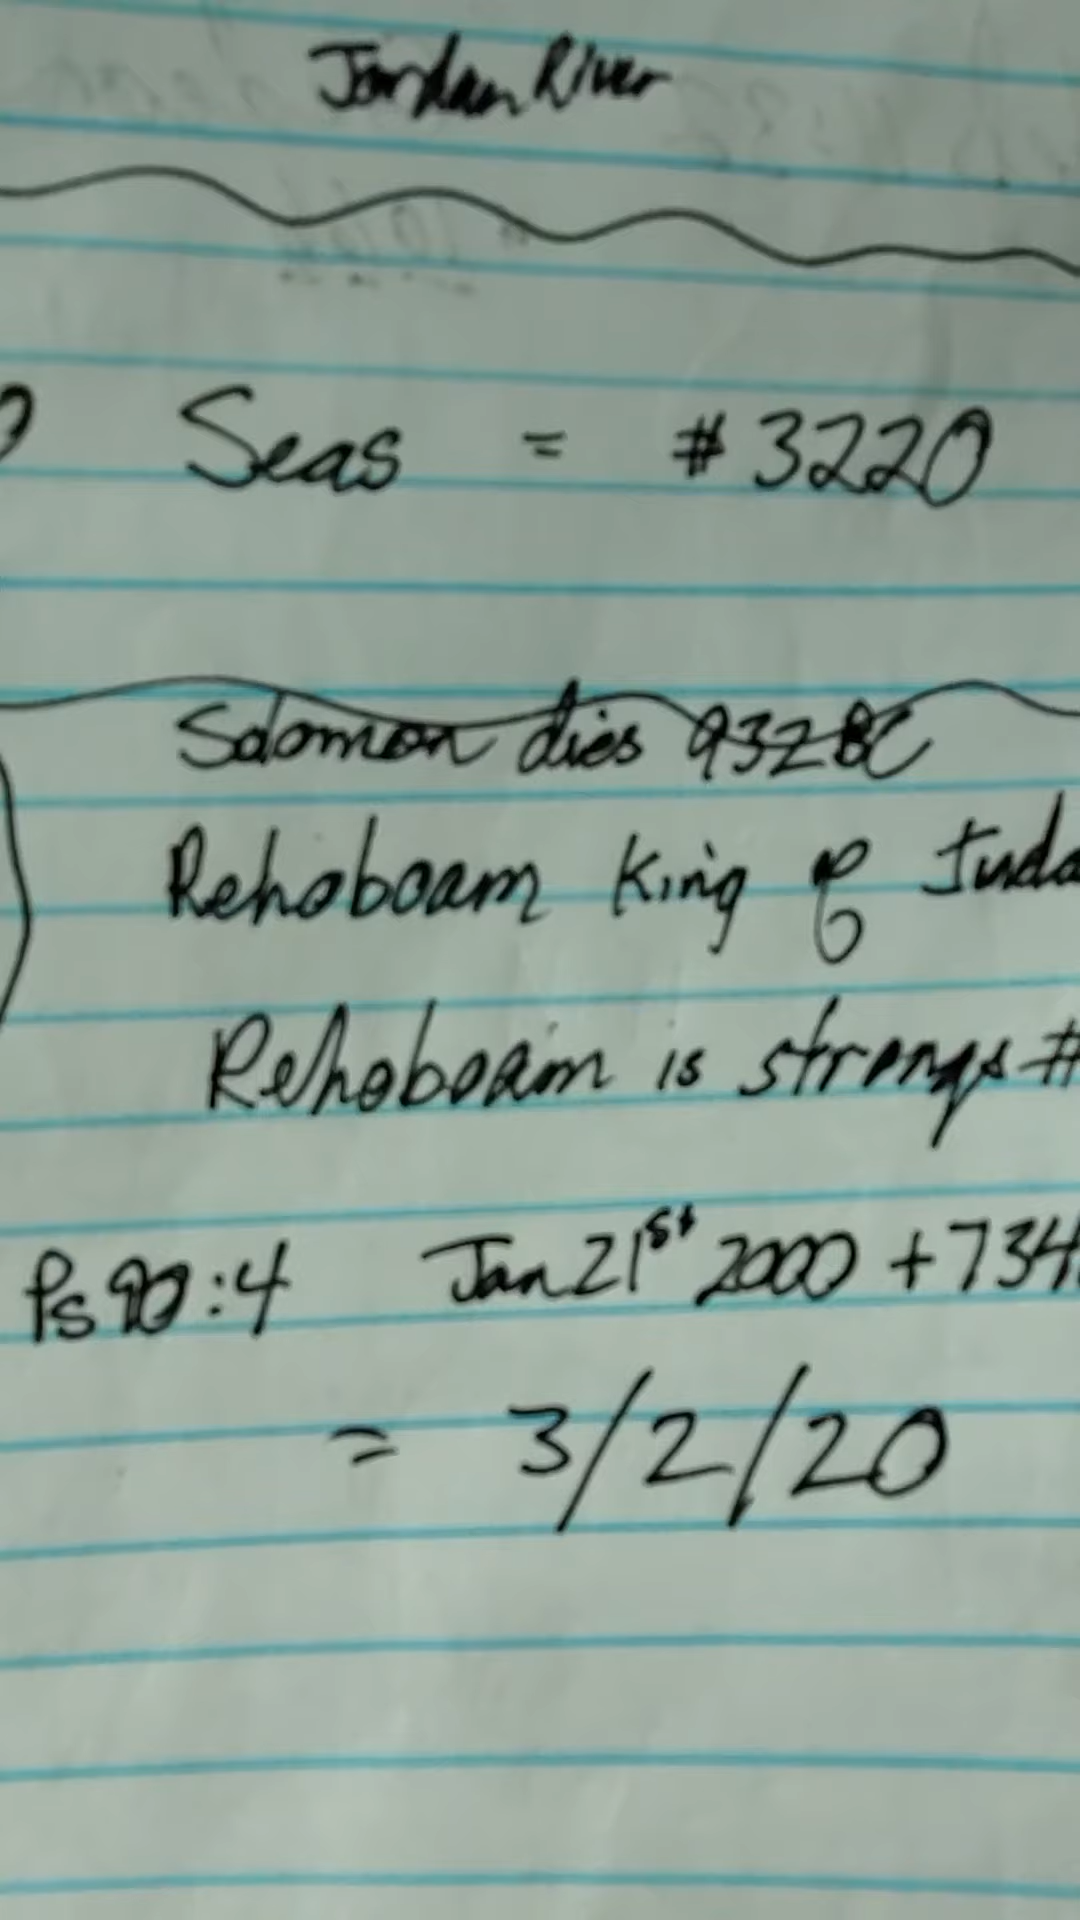 Jordan River
Seas = #3220
Solomon dies 932BC
Rehoboam King of Juda
Rehoboam is strongs #
Ps 90:4 Jan 21st 2000 + 734
= 3/2/20